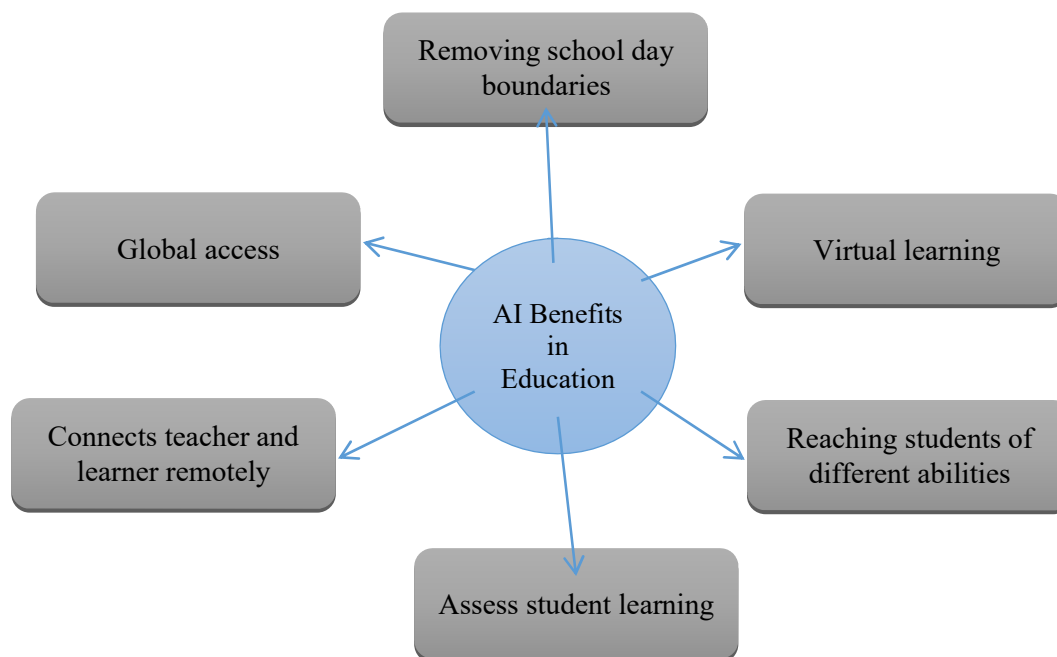 Removing school day
boundaries
Global access
Virtual learning
AI Benefits
in
Education
Connects teacher and
learner remotely
Reaching students of
different abilities
Assess student learning